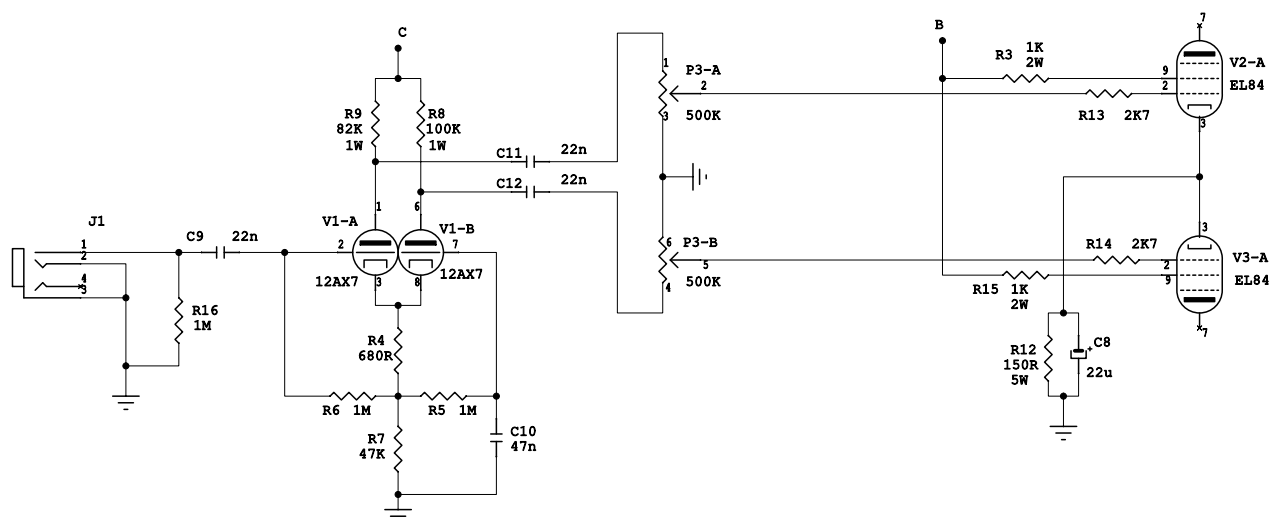 C
B
7
R9
82K
1W
R8
100K
1W
1
P3-A
2
3
500K
R3
1K
2W
9
2
V2-A
EL84
R13 2K7
3
C11 22n
C12 22n
J1
1
2
4
3
C9 22n
R16
1M
1
6
V1-A
V1-B
2
7
12AX7
12AX7
3
8
6
P3-B
5
4
500K
3
R14 2K7
2
9
V3-A
EL84
R15
1K
2W
7
R4
680R
R12
150R
5W
+
C8
22u
R6 1M
R5 1M
R7
47K
C10
47n